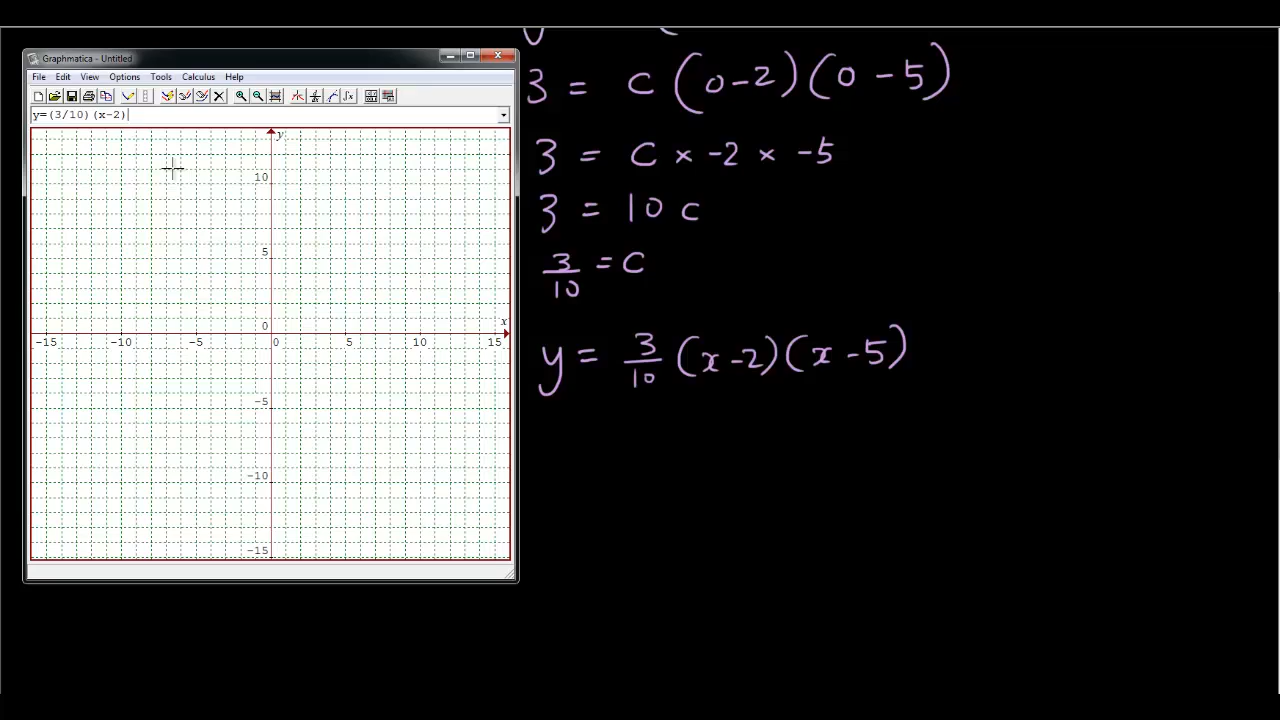 Graphmatica - Untitled
File Edit View Options Tools Calculus Help
y=(3/10)(x-2)
y
10
5
0
x
-15 -10 -5 0 5 10 15
-5
-10
-15
3 = c (0-2)(0-5)
3 = c × -2 × -5
3 = 10 c
3/10 = c
y = 3/10 (x-2)(x-5)